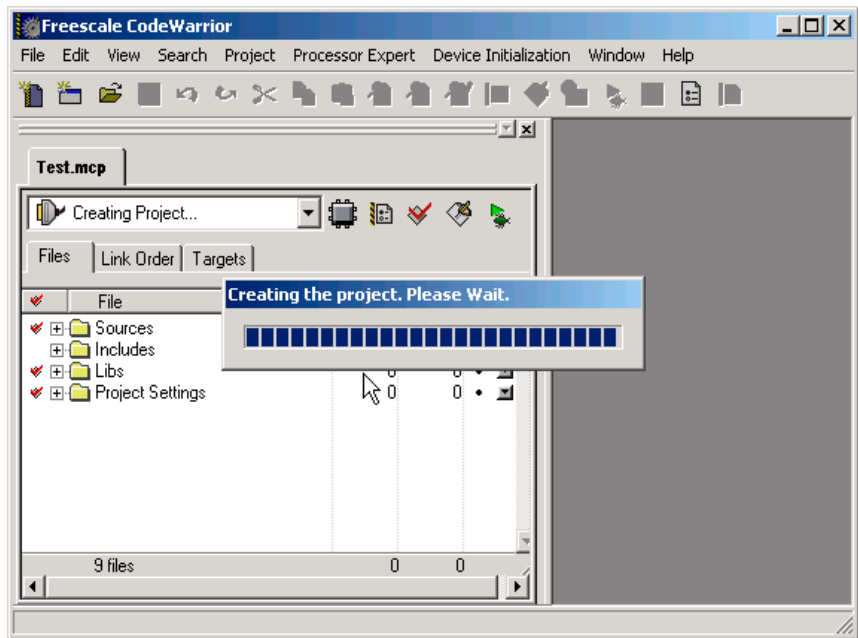 Freescale CodeWarrior
File Edit View Search Project Processor Expert Device Initialization Window Help
Test.mcp
Creating Project...
Files Link Order Targets
File
Creating the project. Please Wait.
Sources
Includes
Libs 0 0
Project Settings 0 0
9 files 0 0